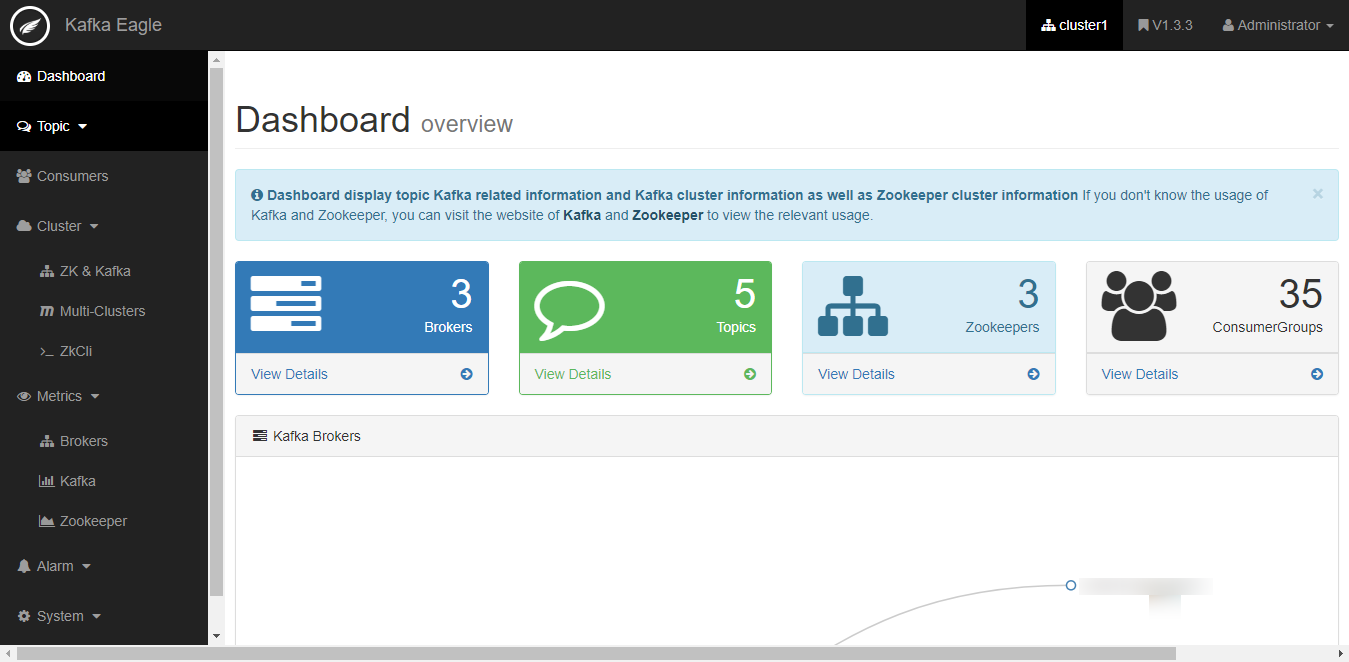 Kafka Eagle
cluster1
V1.3.3
Administrator
Dashboard
Topic
Consumers
Cluster
ZK & Kafka
Multi-Clusters
ZkCli
Metrics
Brokers
Kafka
Zookeeper
Alarm
System
Dashboard overview
Dashboard display topic Kafka related information and Kafka cluster information as well as Zookeeper cluster information If you don't know the usage of
Kafka and Zookeeper, you can visit the website of Kafka and Zookeeper to view the relevant usage.
×
3
Brokers
View Details
5
Topics
View Details
3
Zookeepers
View Details
35
ConsumerGroups
View Details
Kafka Brokers